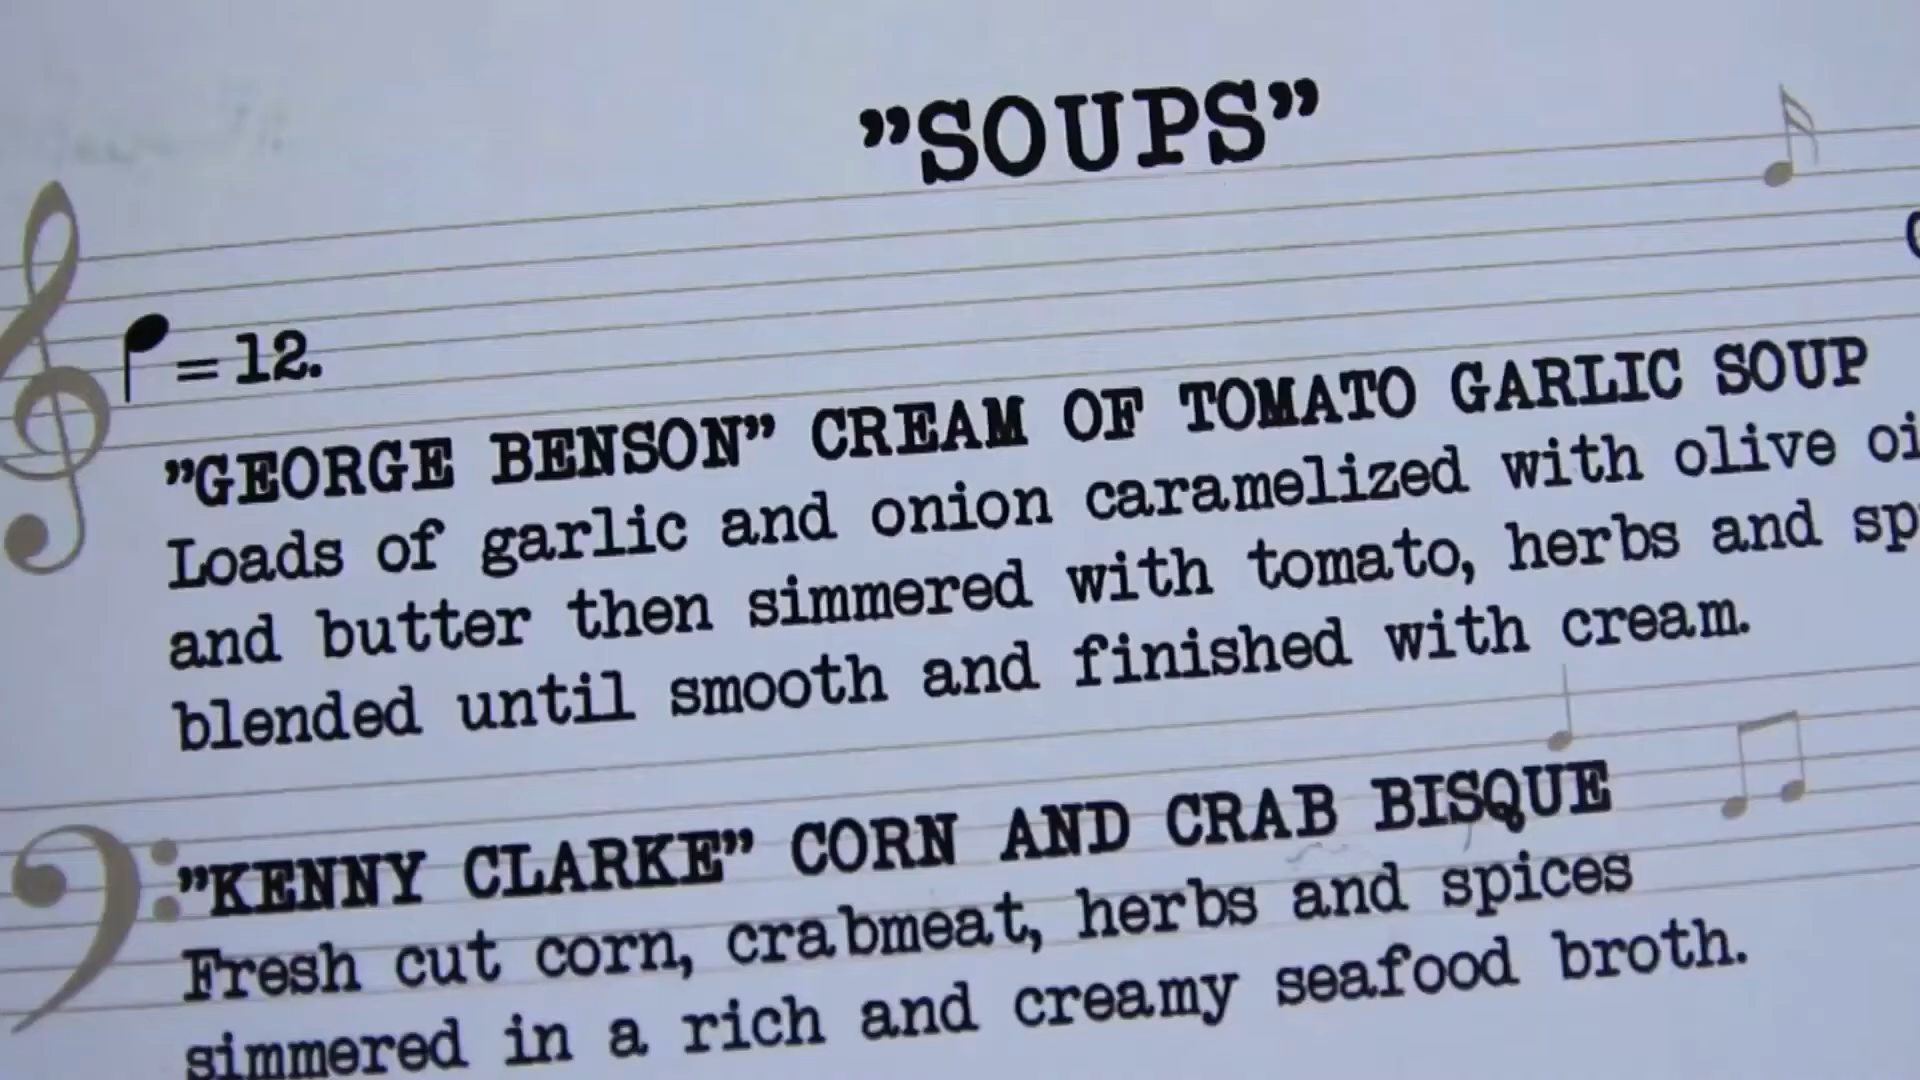 "SOUPS"
= 12.
"GEORGE BENSON" CREAM OF TOMATO GARLIC SOUP
Loads of garlic and onion caramelized with olive
and butter then simmered with tomato, herbs and
blended until smooth and finished with cream.
"KENNY CLARKE" CORN AND CRAB BISQUE
Fresh cut corn, crabmeat, herbs and spices
simmered in a rich and creamy seafood broth.